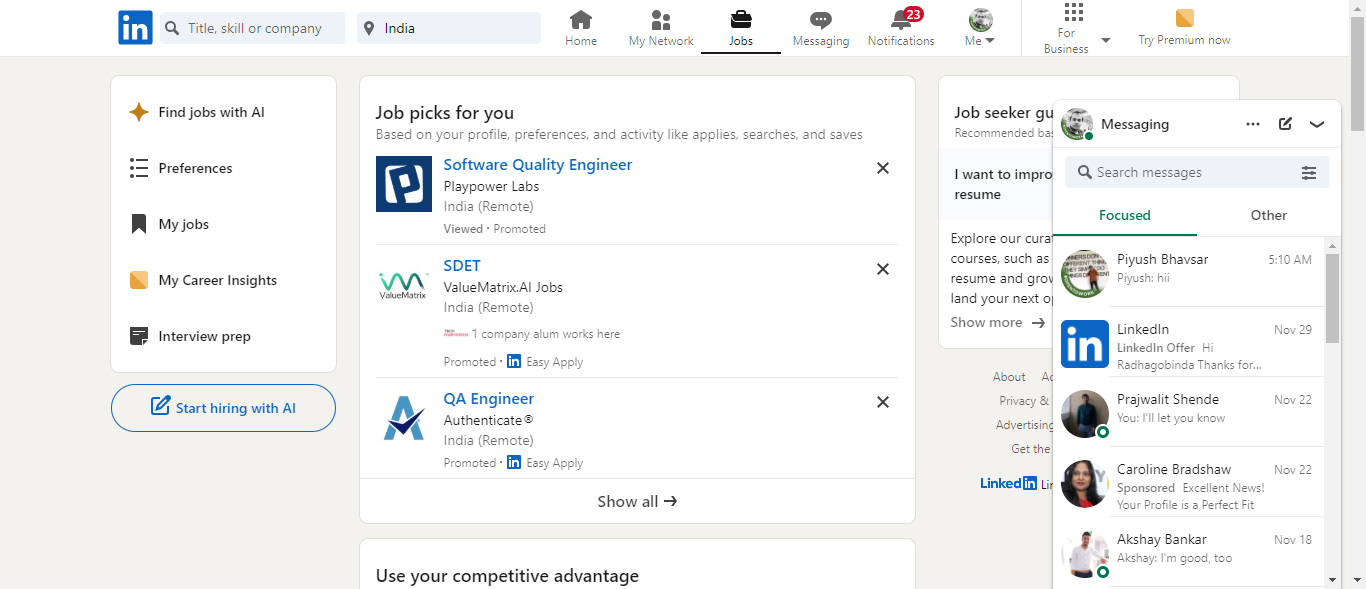 in
Title, skill or company
India
Home
My Network
Jobs
Messaging
23
Notifications
Me
For
Business
Try Premium now
Find jobs with AI
Preferences
My jobs
My Career Insights
Interview prep
Start hiring with AI
Job picks for you
Based on your profile, preferences, and activity like applies, searches, and saves
Software Quality Engineer
Playpower Labs
India (Remote)
Viewed · Promoted
SDET
ValueMatrix
ValueMatrix.AI Jobs
India (Remote)
1 company alum works here
Promoted · in Easy Apply
QA Engineer
Authenticate®
India (Remote)
Promoted · in Easy Apply
Show all →
Use your competitive advantage
Job seeker gu
Recommended bas
I want to impro
resume
Explore our cura
courses, such as
resume and grow
land your next op
Show more →
About
Privacy &
Advertising
Get the
LinkedIn
Messaging
Search messages
Focused
Other
Piyush Bhavsar 5:10 AM
Piyush: hii
in
LinkedIn Nov 29
LinkedIn Offer Hi
Radhagobinda Thanks for...
Prajwalit Shende Nov 22
You: I'll let you know
Caroline Bradshaw Nov 22
Sponsored Excellent News!
Your Profile is a Perfect Fit
Akshay Bankar Nov 18
Akshay: I'm good, too